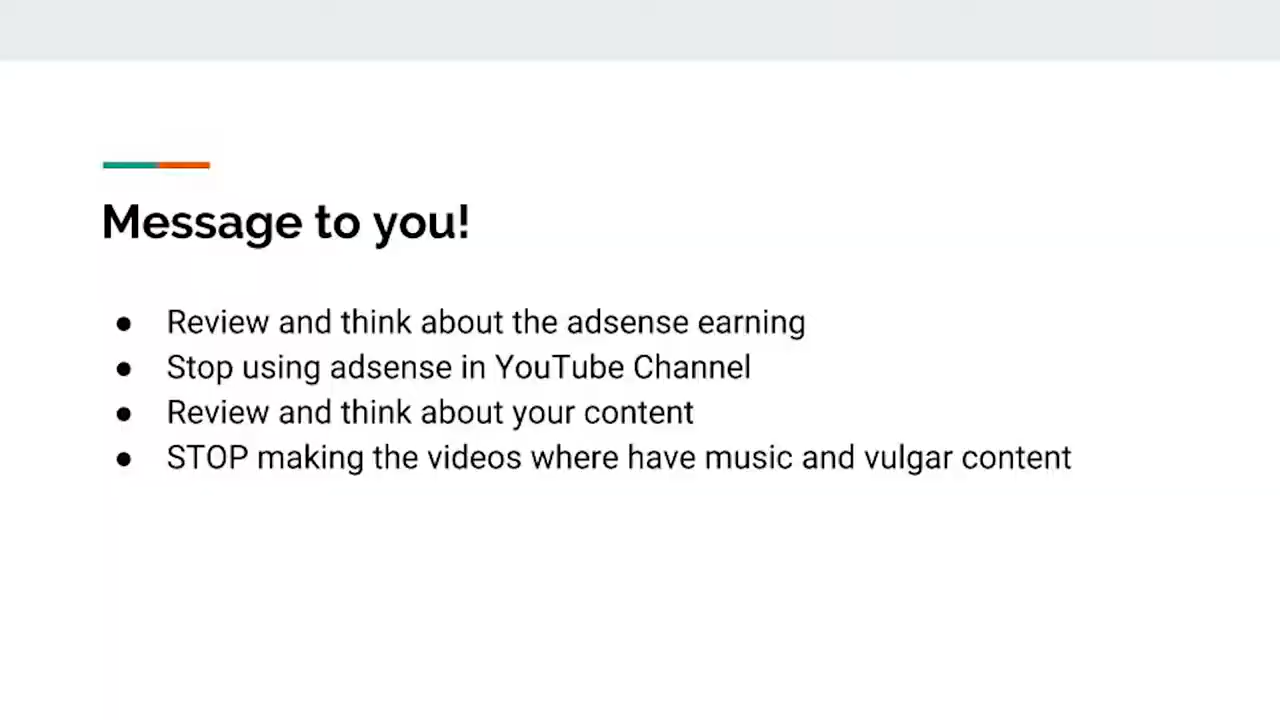 Message to you!
● Review and think about the adsense earning
● Stop using adsense in YouTube Channel
● Review and think about your content
● STOP making the videos where have music and vulgar content